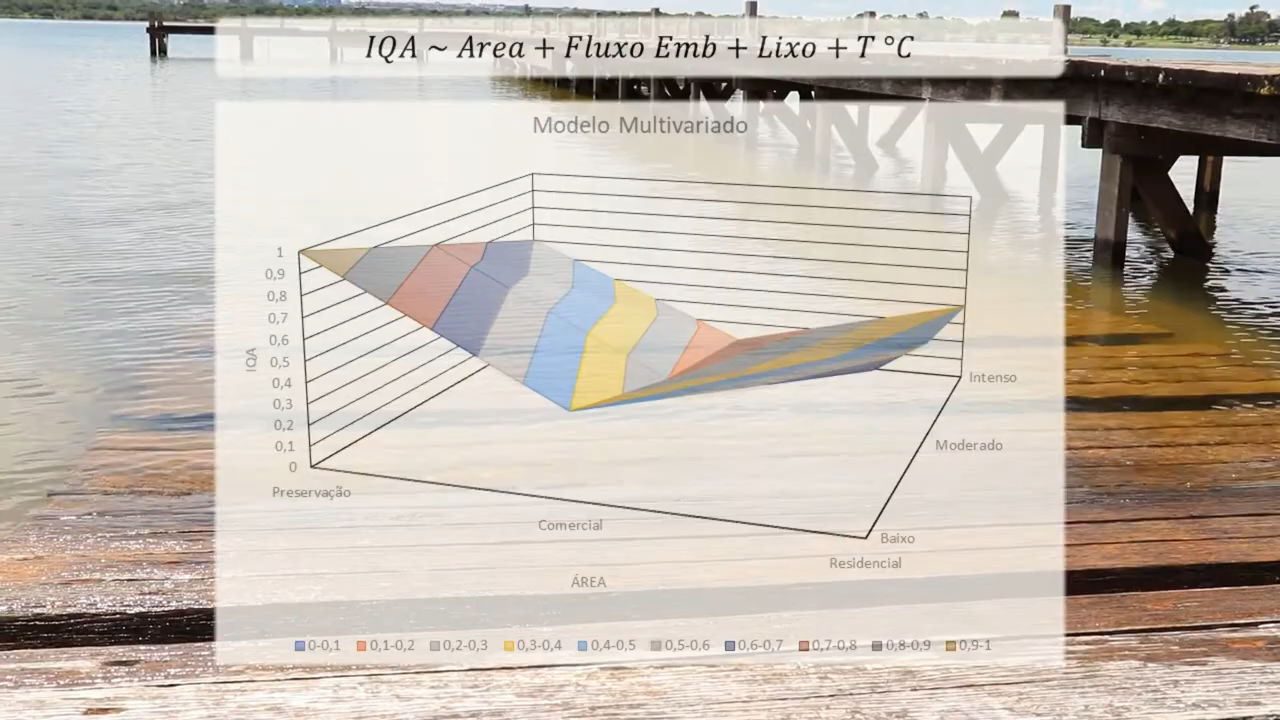 IQA ~ Area + Fluxo Emb + Lixo + T °C
Modelo Multivariado
1
0,9
0,8
0,7
0,6
0,5
0,4
0,3
0,2
0,1
0
IQA
Intenso
Moderado
Baixo
Preservação
Comercial
Residencial
ÁREA
0-0,1 0,1-0,2 0,2-0,3 0,3-0,4 0,4-0,5 0,5-0,6 0,6-0,7 0,7-0,8 0,8-0,9 0,9-1